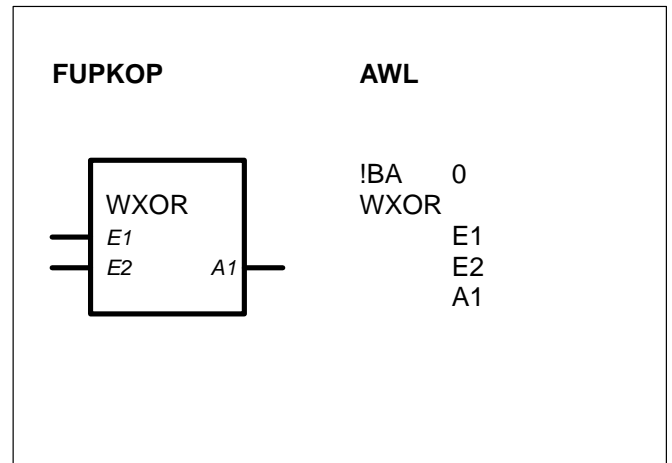 FUPKOP AWL
!BA 0
WXOR WXOR
E1 E1
E2 A1 E2
A1